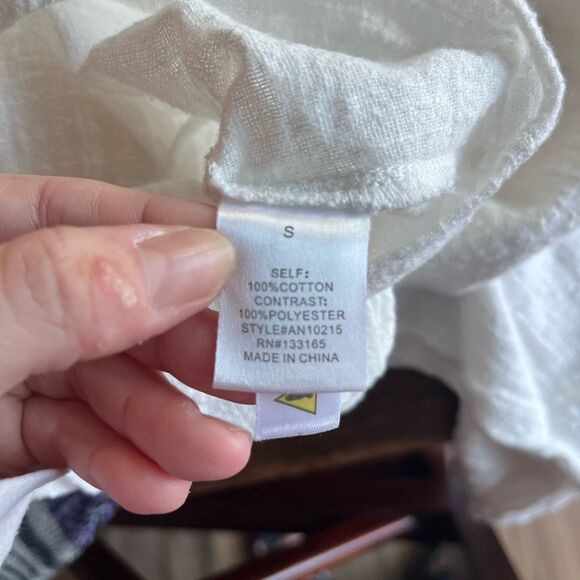 S
SELF:
100%COTTON
CONTRAST:
100%POLYESTER
STYLE#AN10215
RN#133165
MADE IN CHINA